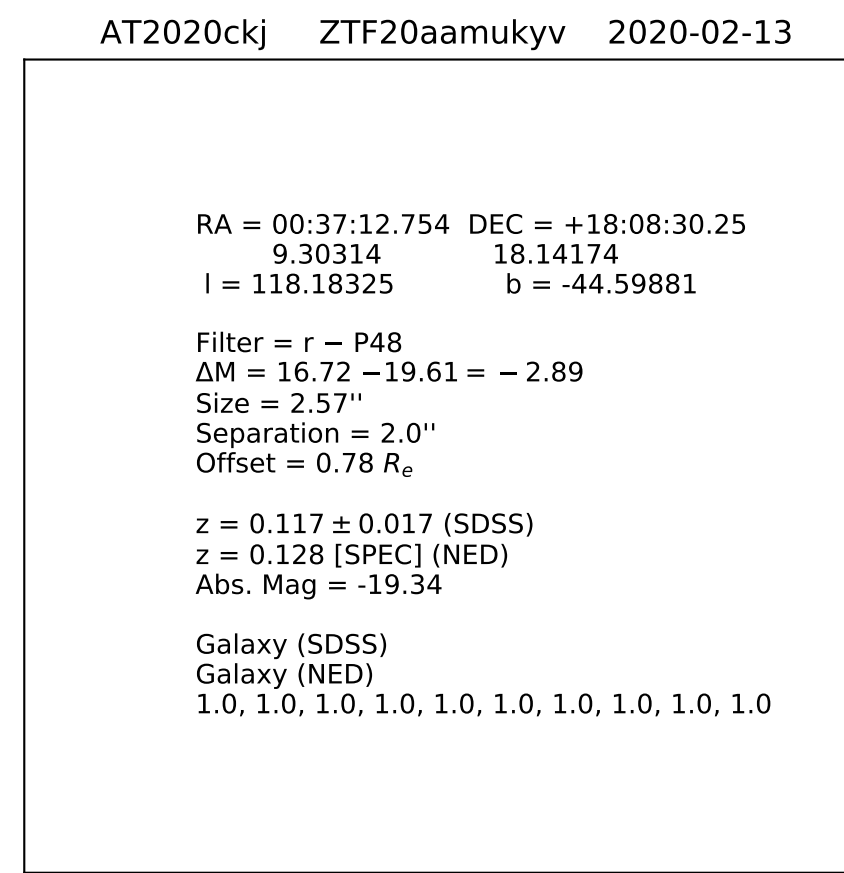 AT2020ckj ZTF20aamukyv 2020-02-13
RA = 00:37:12.754 DEC = +18:08:30.25
9.30314 18.14174
l = 118.18325 b = -44.59881
Filter = r − P48
ΔM = 16.72 −19.61 = − 2.89
Size = 2.57''
Separation = 2.0''
Offset = 0.78 Re
z = 0.117 ± 0.017 (SDSS)
z = 0.128 [SPEC] (NED)
Abs. Mag = -19.34
Galaxy (SDSS)
Galaxy (NED)
1.0, 1.0, 1.0, 1.0, 1.0, 1.0, 1.0, 1.0, 1.0, 1.0